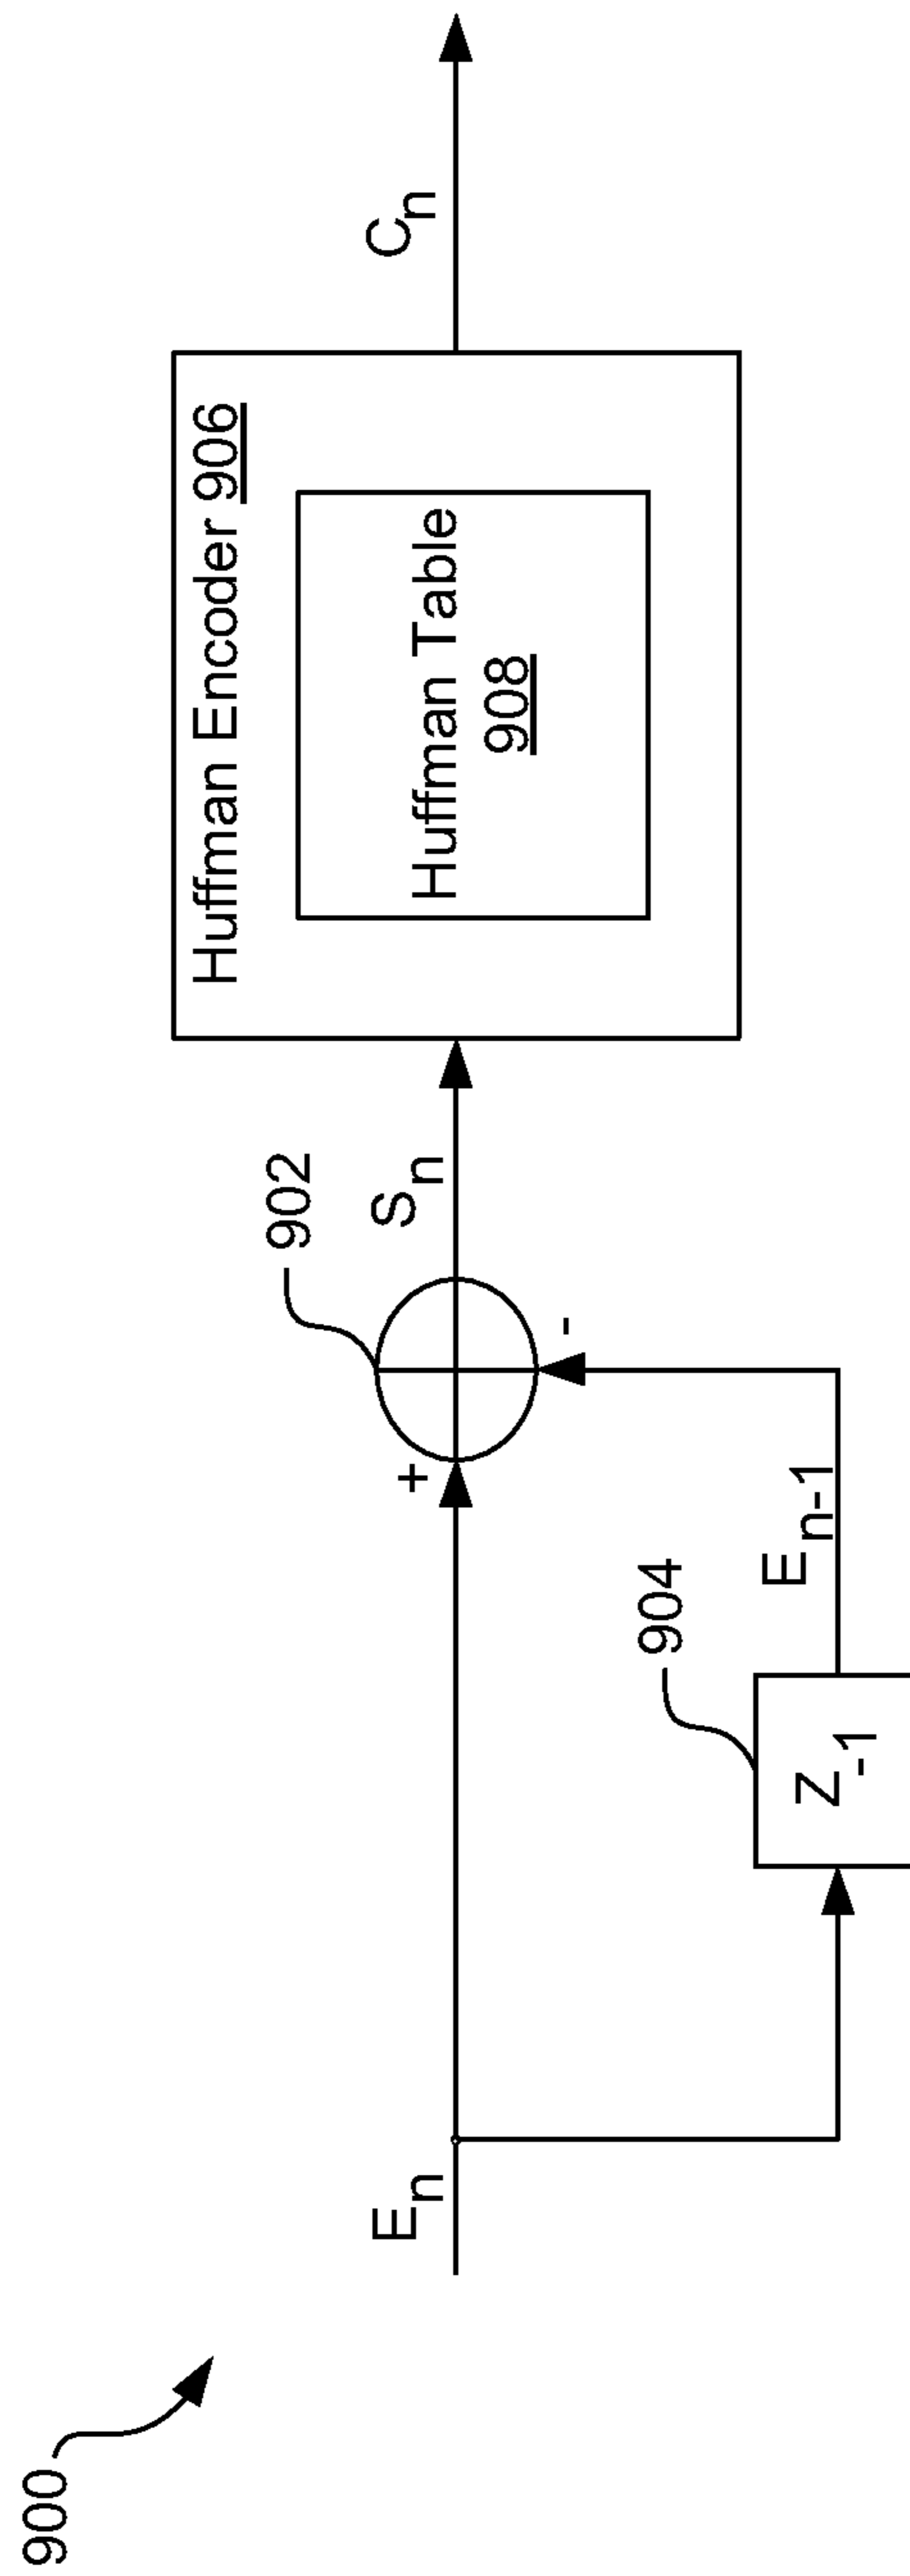 900
E_n
904
Z_-1
E_n-1
+
-
902
S_n
Huffman Encoder 906
Huffman Table
908
C_n